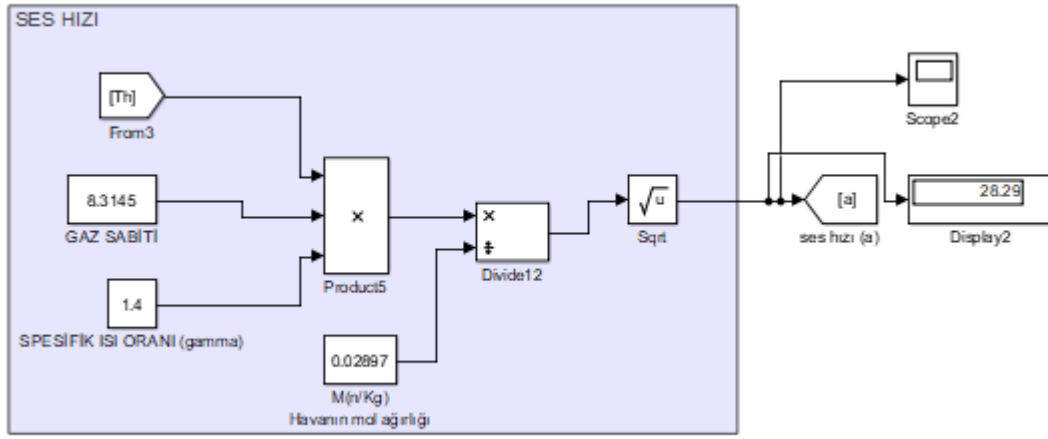 SES HIZI
[Th]
From3
8.3145
GAZ SABİTİ
1.4
SPESİFİK ISI ORANI (gamma)
×
Product5
0.02897
M(n/Kg)
Havanın mol ağırlığı
×
÷
Divide12
√u
Sqrt
Scope2
[a]
ses hızı (a)
28.29
Display2